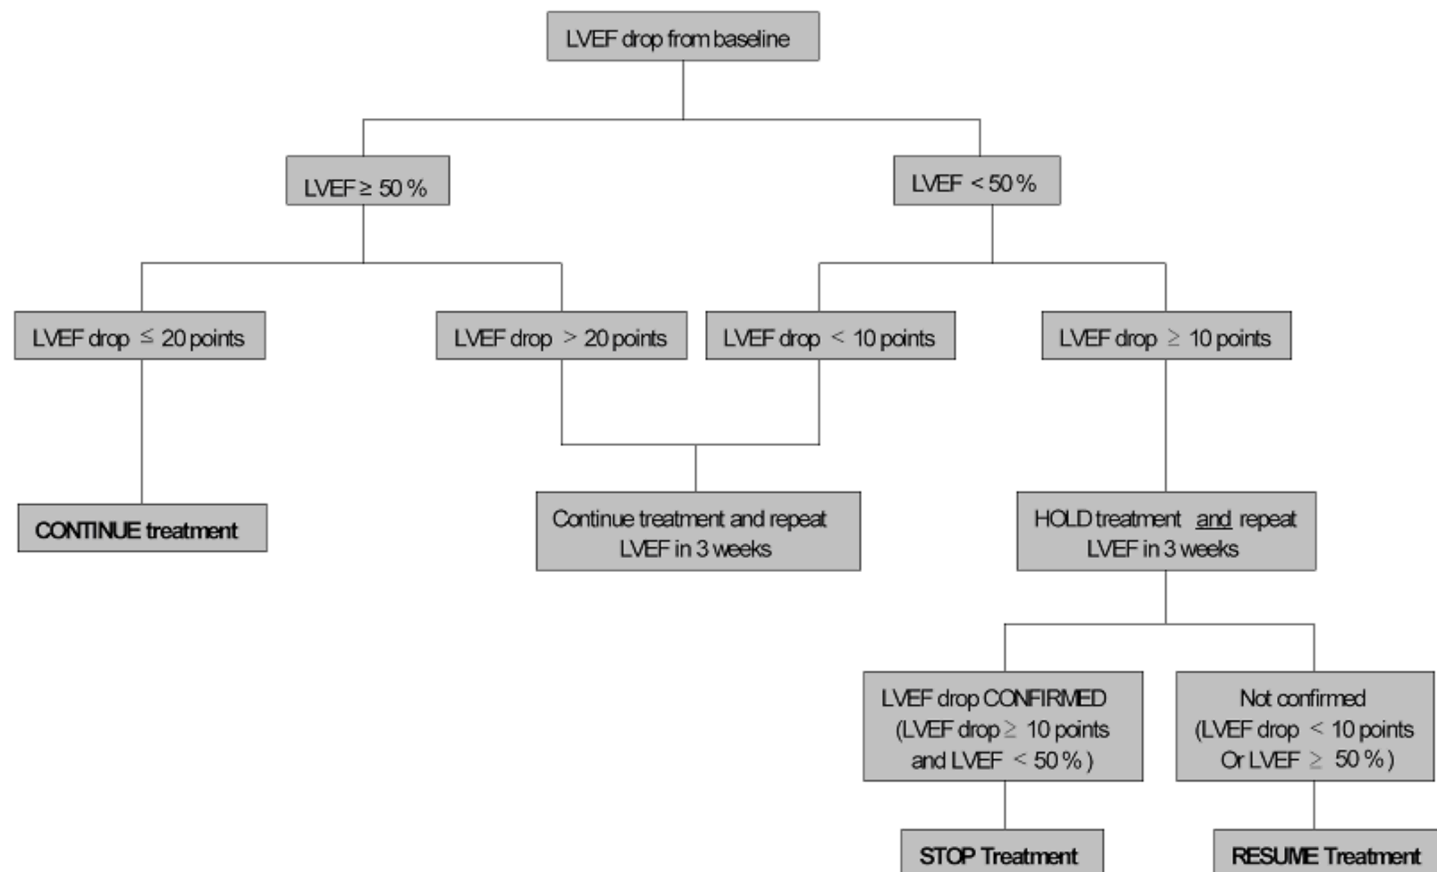 LVEF drop from baseline
LVEF ≥ 50 %
LVEF < 50 %
LVEF drop ≤ 20 points
LVEF drop > 20 points
LVEF drop < 10 points
LVEF drop ≥ 10 points
CONTINUE treatment
Continue treatment and repeat
LVEF in 3 weeks
HOLD treatment and repeat
LVEF in 3 weeks
LVEF drop CONFIRMED
(LVEF drop ≥ 10 points
and LVEF < 50 % )
Not confirmed
(LVEF drop < 10 points
Or LVEF ≥ 50 % )
STOP Treatment
RESUME Treatment